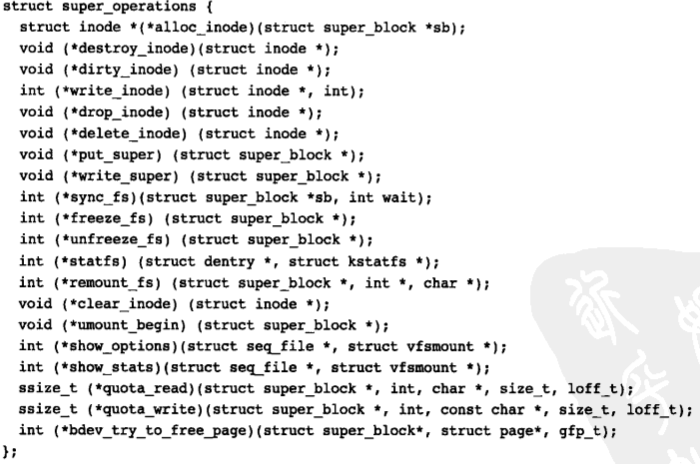 struct super_operations {
struct inode *(*alloc_inode)(struct super_block *sb);
void (*destroy_inode)(struct inode *);
void (*dirty_inode) (struct inode *);
int (*write_inode) (struct inode *, int);
void (*drop_inode) (struct inode *);
void (*delete_inode) (struct inode *);
void (*put_super) (struct super_block *);
void (*write_super) (struct super_block *);
int (*sync_fs)(struct super_block *sb, int wait);
int (*freeze_fs) (struct super_block *);
int (*unfreeze_fs) (struct super_block *);
int (*statfs) (struct dentry *, struct kstatfs *);
int (*remount_fs) (struct super_block *, int *, char *);
void (*clear_inode) (struct inode *);
void (*umount_begin) (struct super_block *);
int (*show_options)(struct seq_file *, struct vfsmount *);
int (*show_stats)(struct seq_file *, struct vfsmount *);
ssize_t (*quota_read)(struct super_block *, int, char *, size_t, loff_t);
ssize_t (*quota_write)(struct super_block *, int, const char *, size_t, loff_t);
int (*bdev_try_to_free_page)(struct super_block*, struct page*, gfp_t);
};